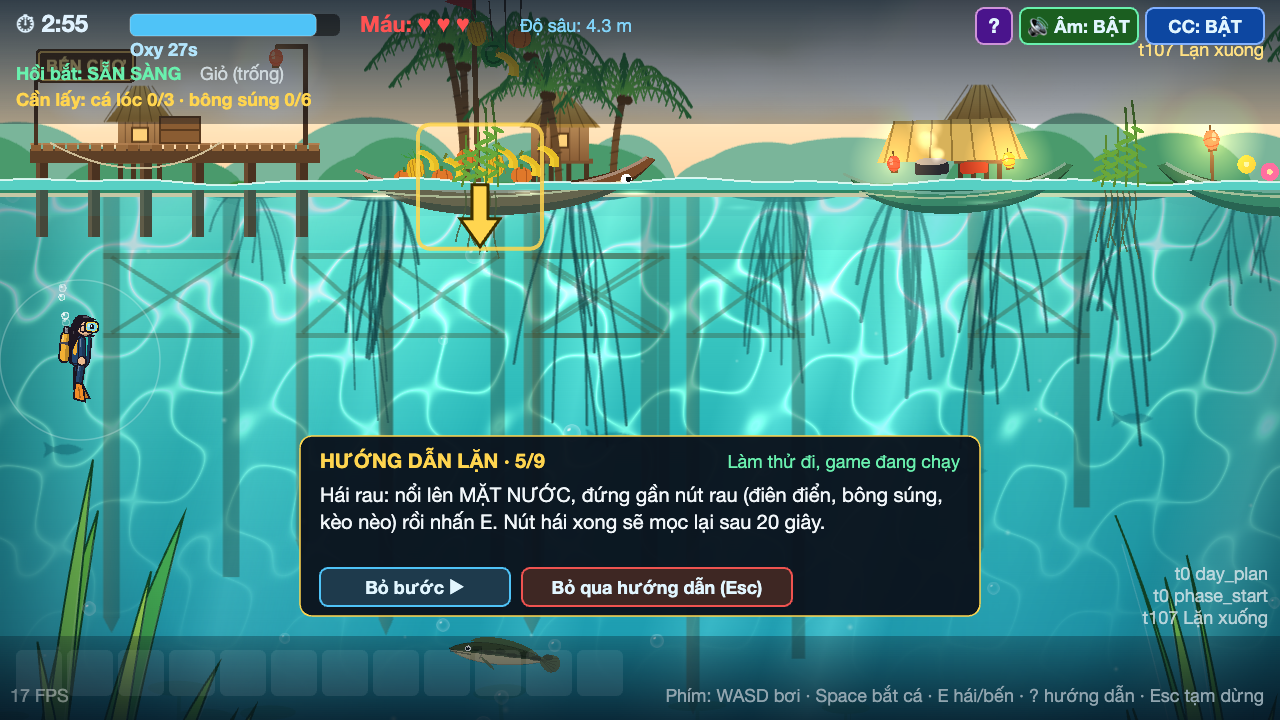 2:55
Máu: ♥ ♥ ♥
Độ sâu: 4.3 m
?
Âm: BẬT
CC: BẬT
Oxy 27s
t107 Lặn xuống
BẾN CHỢ
Hồi bắt: SẴN SÀNG
Giỏ (trống)
Cần lấy: cá lóc 0/3 · bông súng 0/6
HƯỚNG DẪN LẶN · 5/9
Làm thử đi, game đang chạy
Hái rau: nổi lên MẶT NƯỚC, đứng gần nút rau (điên điển, bông súng,
kèo nèo) rồi nhấn E. Nút hái xong sẽ mọc lại sau 20 giây.
Bỏ bước ▶
Bỏ qua hướng dẫn (Esc)
t0 day_plan
t0 phase_start
t107 Lặn xuống
17 FPS
Phím: WASD bơi · Space bắt cá · E hái/bến · ? hướng dẫn · Esc tạm dừng